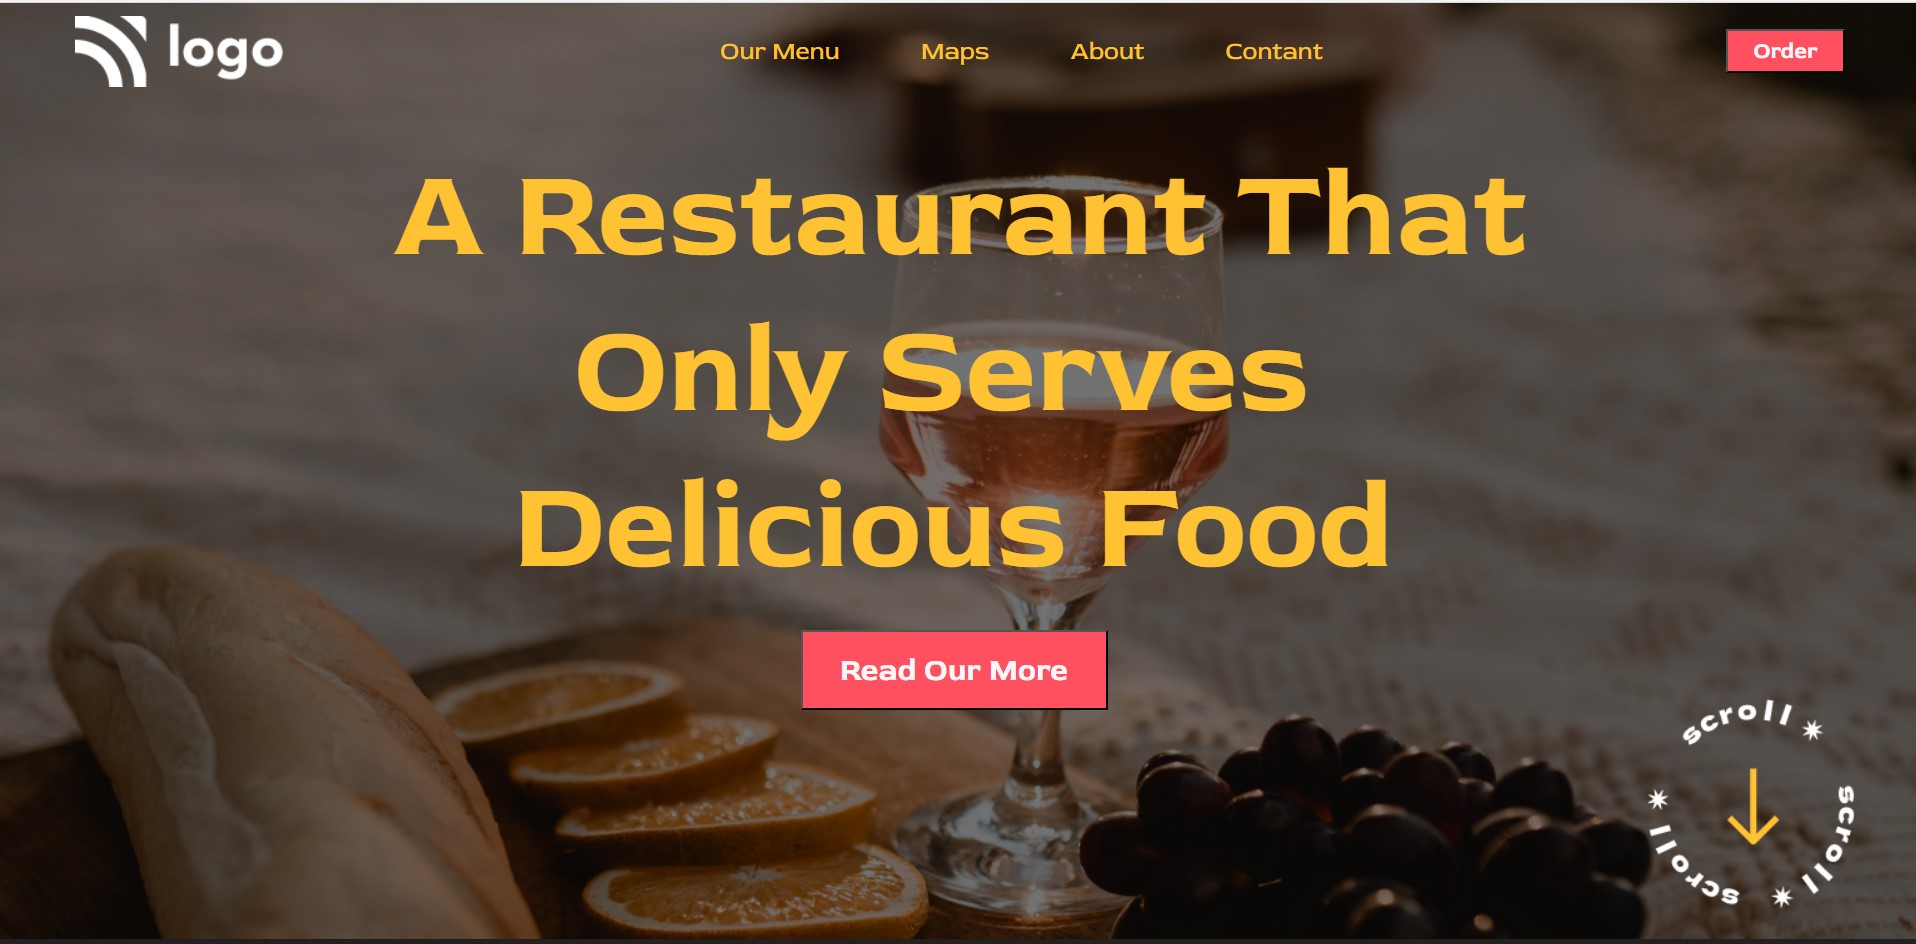 logo
Our Menu
Maps
About
Contant
Order
A Restaurant That
Only Serves
Delicious Food
Read Our More
scroll
scroll
scroll